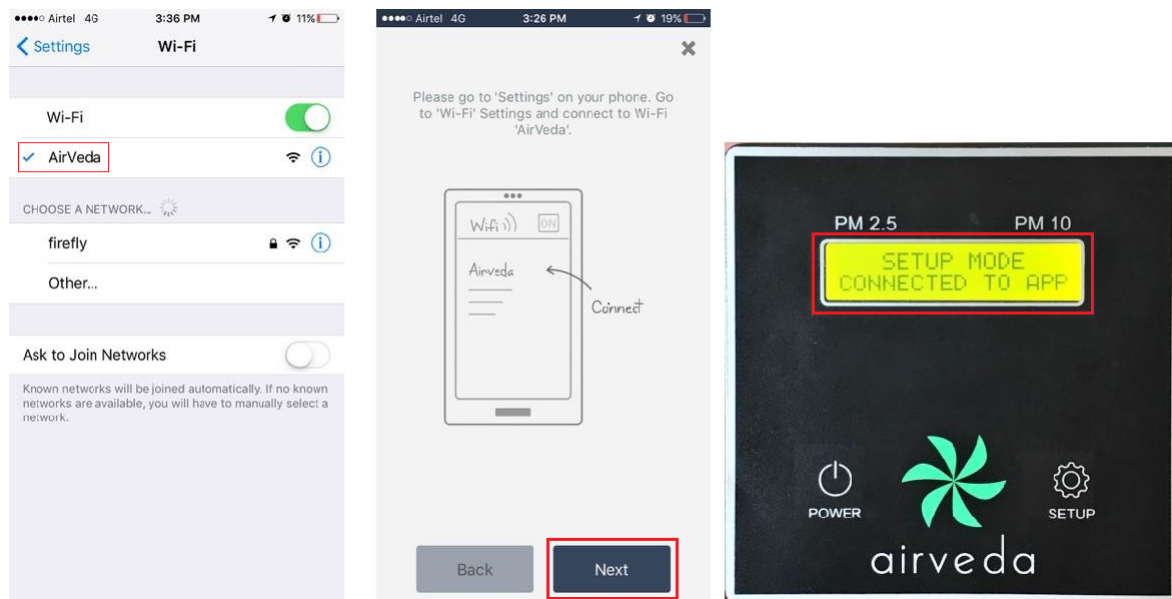 ●●●●○ Airtel 4G 3:36 PM 11%
Settings Wi-Fi
Wi-Fi
AirVeda
CHOOSE A NETWORK...
firefly
Other...
Ask to Join Networks
Known networks will be joined automatically. If no known
networks are available, you will have to manually select a
network.
●●●●○ Airtel 4G 3:26 PM 19%
Please go to 'Settings' on your phone. Go
to 'Wi-Fi' Settings and connect to Wi-Fi
'AirVeda'.
Wifi ON
Airveda
Connect
Back Next
PM 2.5 PM 10
SETUP MODE
CONNECTED TO APP
POWER SETUP
airveda